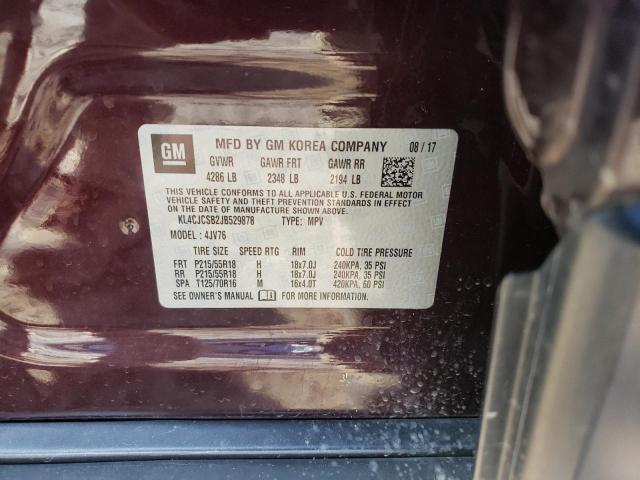 GM MFD BY GM KOREA COMPANY 08 / 17
GVWR GAWR FRT GAWR RR
4286 LB 2348 LB 2194 LB
THIS VEHICLE CONFORMS TO ALL APPLICABLE U.S. FEDERAL MOTOR
VEHICLE SAFETY AND THEFT PREVENTION STANDARDS IN EFFECT
ON THE DATE OF MANUFACTURE SHOWN ABOVE.
KL4CJCSB2JB529878 TYPE: MPV
MODEL : 4JV76
TIRE SIZE SPEED RTG RIM COLD TIRE PRESSURE
FRT P215/55R18 H 18x7.0J 240KPA, 35 PSI
RR P215/55R18 H 18x7.0J 240KPA, 35 PSI
SPA T125/70R16 M 16x4.0T 420KPA, 60 PSI
SEE OWNER'S MANUAL FOR MORE INFORMATION.